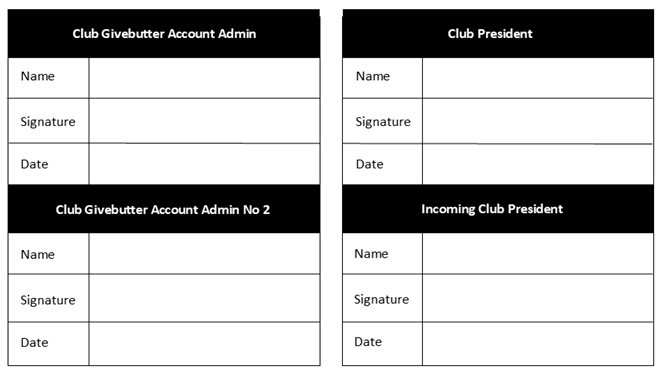 Club Givebutter Account Admin
Name
Signature
Date
Club Givebutter Account Admin No 2
Name
Signature
Date
Club President
Name
Signature
Date
Incoming Club President
Name
Signature
Date